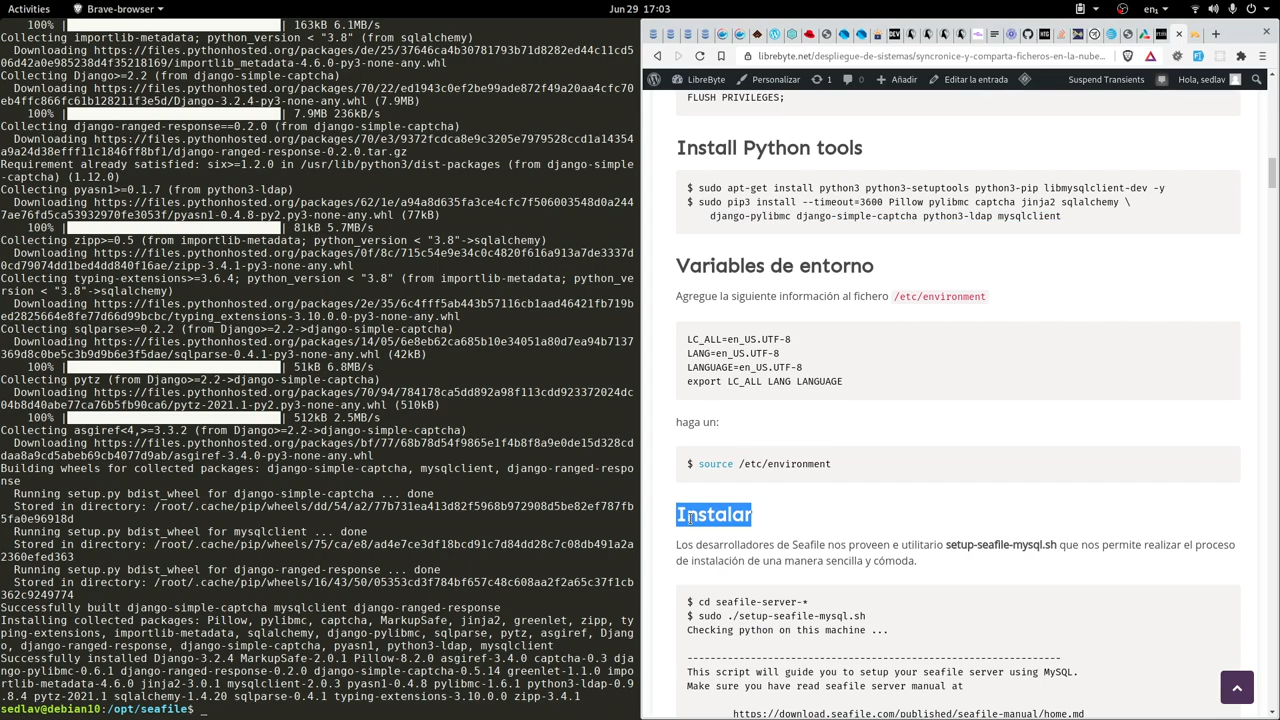 Activities
Brave-browser
Jun 29 17:03
en1
100% | | 163kB 6.1MB/s
Collecting importlib-metadata; python_version < "3.8" (from sqlalchemy)
Downloading https://files.pythonhosted.org/packages/de/25/37646ca4b30781793b71d8282ed44c11cd5
06d42a0e95238d4f35218169/importlib_metadata-4.6.0-py3-none-any.whl
Collecting Django>=2.2 (from django-simple-captcha)
Downloading https://files.pythonhosted.org/packages/70/22/ed1943c0ef2be99ade872f49a20aa4cfc70
eb4ffc866fc61b128211f3e5d/Django-3.2.4-py3-none-any.whl (7.9MB)
100% | | 7.9MB 236kB/s
Collecting django-ranged-response==0.2.0 (from django-simple-captcha)
Downloading https://files.pythonhosted.org/packages/70/e3/9372fcdca8e9c3205e7979528ccd1a14354
a9a24d38efff11c1846ff8bf1/django-ranged-response-0.2.0.tar.gz
Requirement already satisfied: six>=1.2.0 in /usr/lib/python3/dist-packages (from django-simple
-captcha) (1.12.0)
Collecting pyasn1>=0.1.7 (from python3-ldap)
Downloading https://files.pythonhosted.org/packages/62/1e/a94a8d635fa3ce4cfc7f506003548d0a244
7ae76fd5ca53932970fe3053f/pyasn1-0.4.8-py2.py3-none-any.whl (77kB)
100% | | 81kB 5.7MB/s
Collecting zipp>=0.5 (from importlib-metadata; python_version < "3.8"->sqlalchemy)
Downloading https://files.pythonhosted.org/packages/0f/8c/715c54e9e34c0c4820f616a913a7de3337d
0cd79074dd1bed4dd840f16ae/zipp-3.4.1-py3-none-any.whl
Collecting typing-extensions>=3.6.4; python_version < "3.8" (from importlib-metadata; python_ve
rsion < "3.8"->sqlalchemy)
Downloading https://files.pythonhosted.org/packages/2e/35/6c4fff5ab443b57116cb1aad46421fb719b
ed2825664e8fe77d66d99bcbc/typing_extensions-3.10.0.0-py3-none-any.whl
Collecting sqlparse>=0.2.2 (from Django>=2.2->django-simple-captcha)
Downloading https://files.pythonhosted.org/packages/14/05/6e8eb62ca685b10e34051a80d7ea94b7137
369d8c0be5c3b9d9b6e3f5dae/sqlparse-0.4.1-py3-none-any.whl (42kB)
100% | | 51kB 6.8MB/s
Collecting pytz (from Django>=2.2->django-simple-captcha)
Downloading https://files.pythonhosted.org/packages/70/94/784178ca5dd892a98f113cdd923372024dc
04b8d40abe77ca76b5fb90ca6/pytz-2021.1-py2.py3-none-any.whl (510kB)
100% | | 512kB 2.5MB/s
Collecting asgiref<4,>=3.3.2 (from Django>=2.2->django-simple-captcha)
Downloading https://files.pythonhosted.org/packages/bf/77/68b78d54f9865e1f4b8f8a9e0de15d328cd
daa8a9cd5abeb69cb4077d9ab/asgiref-3.4.0-py3-none-any.whl
Building wheels for collected packages: django-simple-captcha, mysqlclient, django-ranged-respo
nse
Running setup.py bdist_wheel for django-simple-captcha ... done
Stored in directory: /root/.cache/pip/wheels/dd/54/a2/77b731ea413d82f5968b972908d5be82ef787fb
5fa0e96918d
Running setup.py bdist_wheel for mysqlclient ... done
Stored in directory: /root/.cache/pip/wheels/75/ca/e8/ad4e7ce3df18bcd91c7d84dd28c7c08db491a2a
2360efed363
Running setup.py bdist_wheel for django-ranged-response ... done
Stored in directory: /root/.cache/pip/wheels/16/43/50/05353cd3f784bf657c48c608aa2f2a65c37f1cb
362c9249774
Successfully built django-simple-captcha mysqlclient django-ranged-response
Installing collected packages: Pillow, pylibmc, captcha, MarkupSafe, jinja2, greenlet, zipp, ty
ping-extensions, importlib-metadata, sqlalchemy, django-pylibmc, sqlparse, pytz, asgiref, Djang
o, django-ranged-response, django-simple-captcha, pyasn1, python3-ldap, mysqlclient
Successfully installed Django-3.2.4 MarkupSafe-2.0.1 Pillow-8.2.0 asgiref-3.4.0 captcha-0.3 dja
ngo-pylibmc-0.6.1 django-ranged-response-0.2.0 django-simple-captcha-0.5.14 greenlet-1.1.0 impo
rtlib-metadata-4.6.0 jinja2-3.0.1 mysqlclient-2.0.3 pyasn1-0.4.8 pylibmc-1.6.1 python3-ldap-0.9
.8.4 pytz-2021.1 sqlalchemy-1.4.20 sqlparse-0.4.1 typing-extensions-3.10.0.0 zipp-3.4.1
sedlav@debian10:/opt/seafile$ _
librebyte.net/despliegue-de-sistemas/syncronice-y-comparta-ficheros-en-la-nube...
LibreByte
Personalizar
1
0
Añadir
Editar la entrada
Suspend Transients
Hola, sedlav
FLUSH PRIVILEGES;
Install Python tools
$ sudo apt-get install python3 python3-setuptools python3-pip libmysqlclient-dev -y
$ sudo pip3 install --timeout=3600 Pillow pylibmc captcha jinja2 sqlalchemy \
django-pylibmc django-simple-captcha python3-ldap mysqlclient
Variables de entorno
Agregue la siguiente información al fichero /etc/environment
LC_ALL=en_US.UTF-8
LANG=en_US.UTF-8
LANGUAGE=en_US.UTF-8
export LC_ALL LANG LANGUAGE
haga un:
$ source /etc/environment
Instalar
Los desarrolladores de Seafile nos proveen e utilitario setup-seafile-mysql.sh que nos permite realizar el proceso
de instalación de una manera sencilla y cómoda.
$ cd seafile-server-*
$ sudo ./setup-seafile-mysql.sh
Checking python on this machine ...
-----------------------------------------------------------------
This script will guide you to setup your seafile server using MySQL.
Make sure you have read seafile server manual at
https://download.seafile.com/published/seafile-manual/home.md